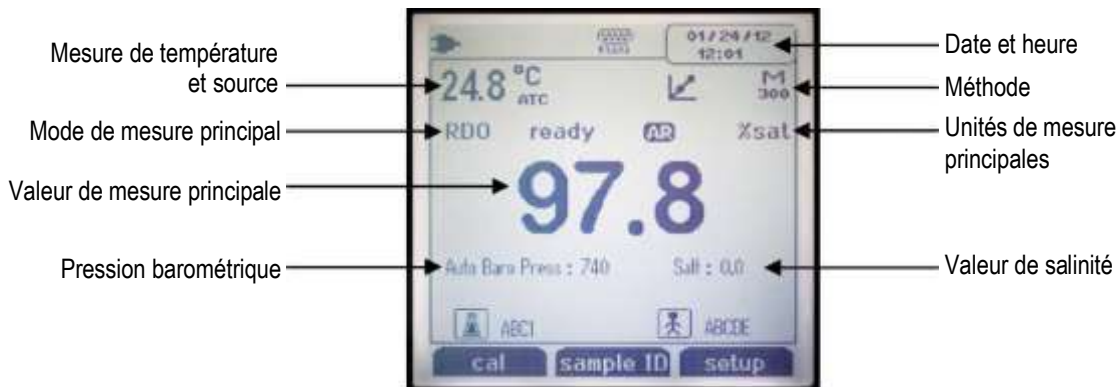 Mesure de température
et source
Mode de mesure principal
Valeur de mesure principale
Pression barométrique
01/24/12
12:01
24.8 °C
ATC
M
300
RDO ready AR %sat
97.8
Auto Baro Press : 740 Salt : 0.0
ABC1 ABCDE
cal sample ID setup
Date et heure
Méthode
Unités de mesure
principales
Valeur de salinité